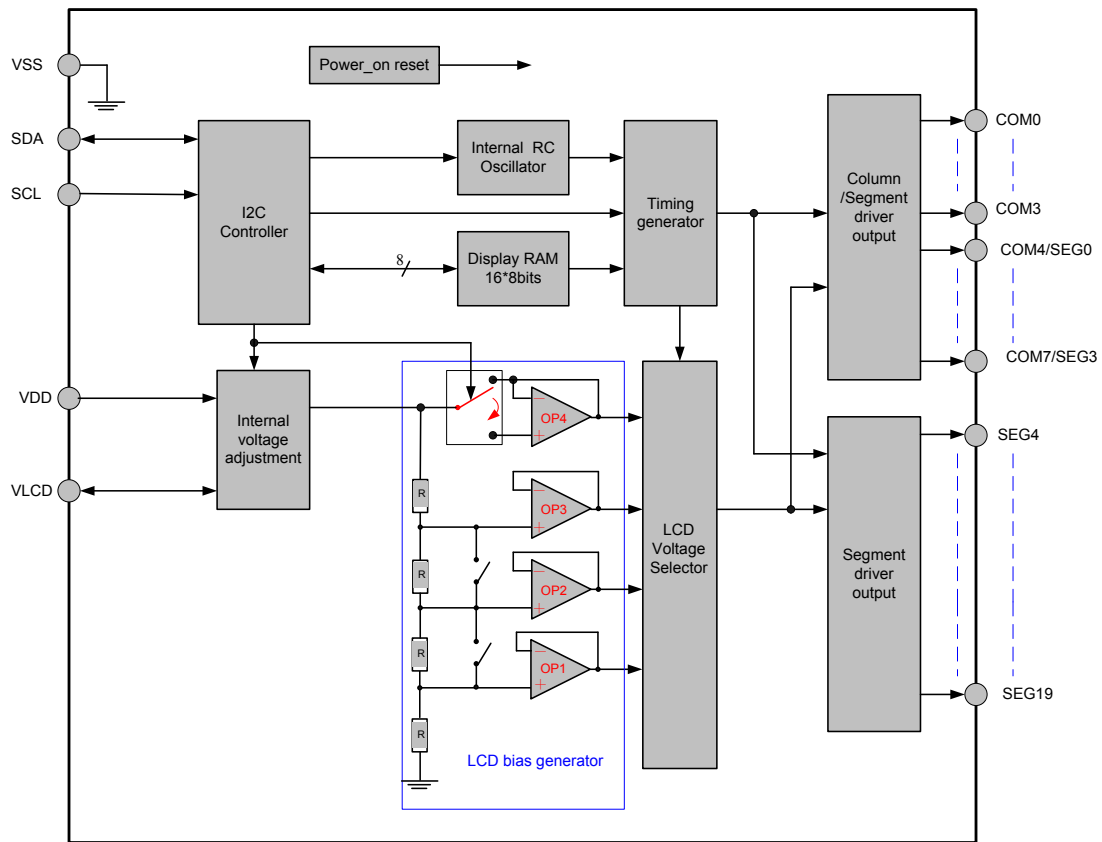 VSS
Power_on reset
SDA
SCL
I2C
Controller
Internal RC
Oscillator
8
Display RAM
16*8bits
Timing
generator
Column
/Segment
driver
output
COM0
COM3
COM4/SEG0
COM7/SEG3
VDD
VLCD
Internal
voltage
adjustment
R
R
R
R
−
OP4
+
−
OP3
+
−
OP2
+
−
OP1
+
LCD bias generator
LCD
Voltage
Selector
Segment
driver
output
SEG4
SEG19